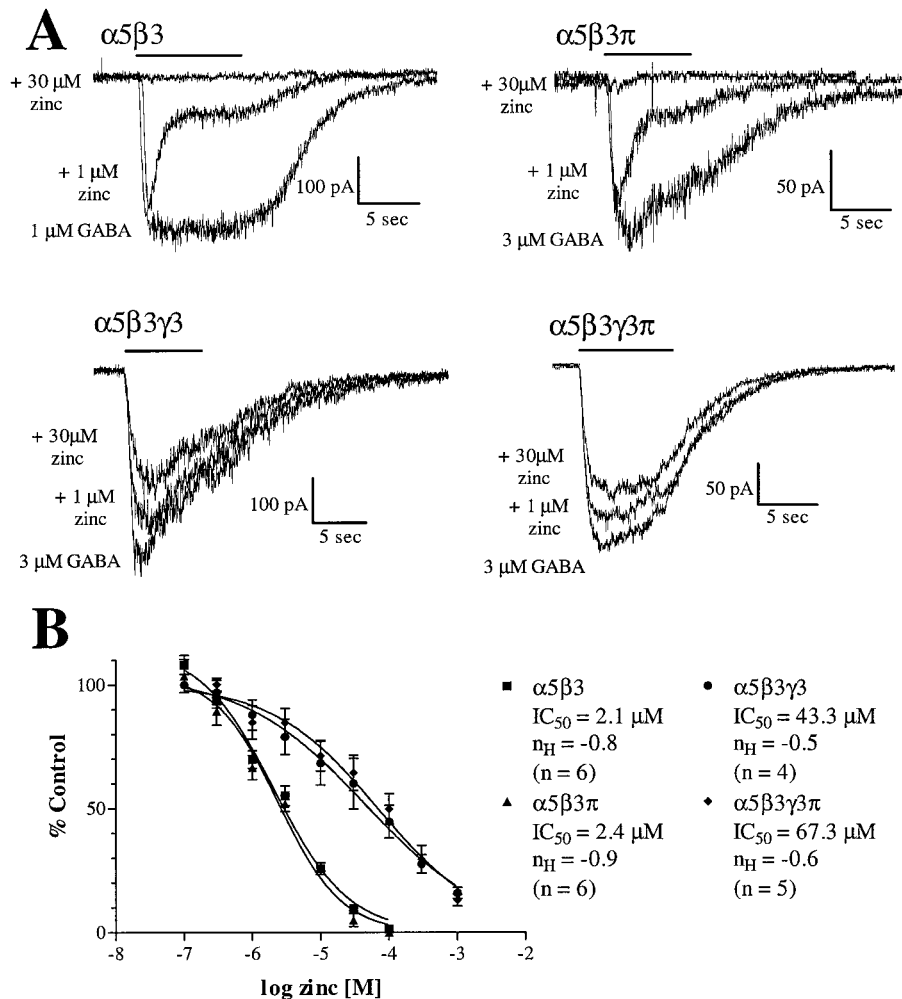 A
α5β3
+ 30 μM
zinc
+ 1 μM
zinc
1 μM GABA
100 pA
5 sec
α5β3π
+ 30μM
zinc
+ 1 μM
zinc
3 μM GABA
50 pA
5 sec
α5β3γ3
+ 30μM
zinc
+ 1 μM
zinc
3 μM GABA
100 pA
5 sec
α5β3γ3π
+ 30μM
zinc
+ 1 μM
zinc
3 μM GABA
50 pA
5 sec
B
% Control
100
50
0
-8 -7 -6 -5 -4 -3 -2
log zinc [M]
α5β3
IC50 = 2.1 μM
nH = -0.8
(n = 6)
α5β3π
IC50 = 2.4 μM
nH = -0.9
(n = 6)
α5β3γ3
IC50 = 43.3 μM
nH = -0.5
(n = 4)
α5β3γ3π
IC50 = 67.3 μM
nH = -0.6
(n = 5)